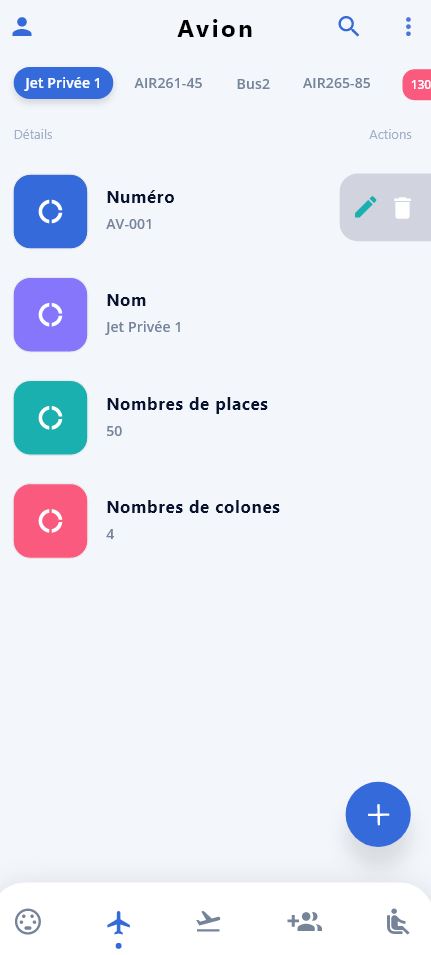 Avion
Jet Privée 1 AIR261-45 Bus2 AIR265-85 130
Détails Actions
Numéro
AV-001
Nom
Jet Privée 1
Nombres de places
50
Nombres de colones
4